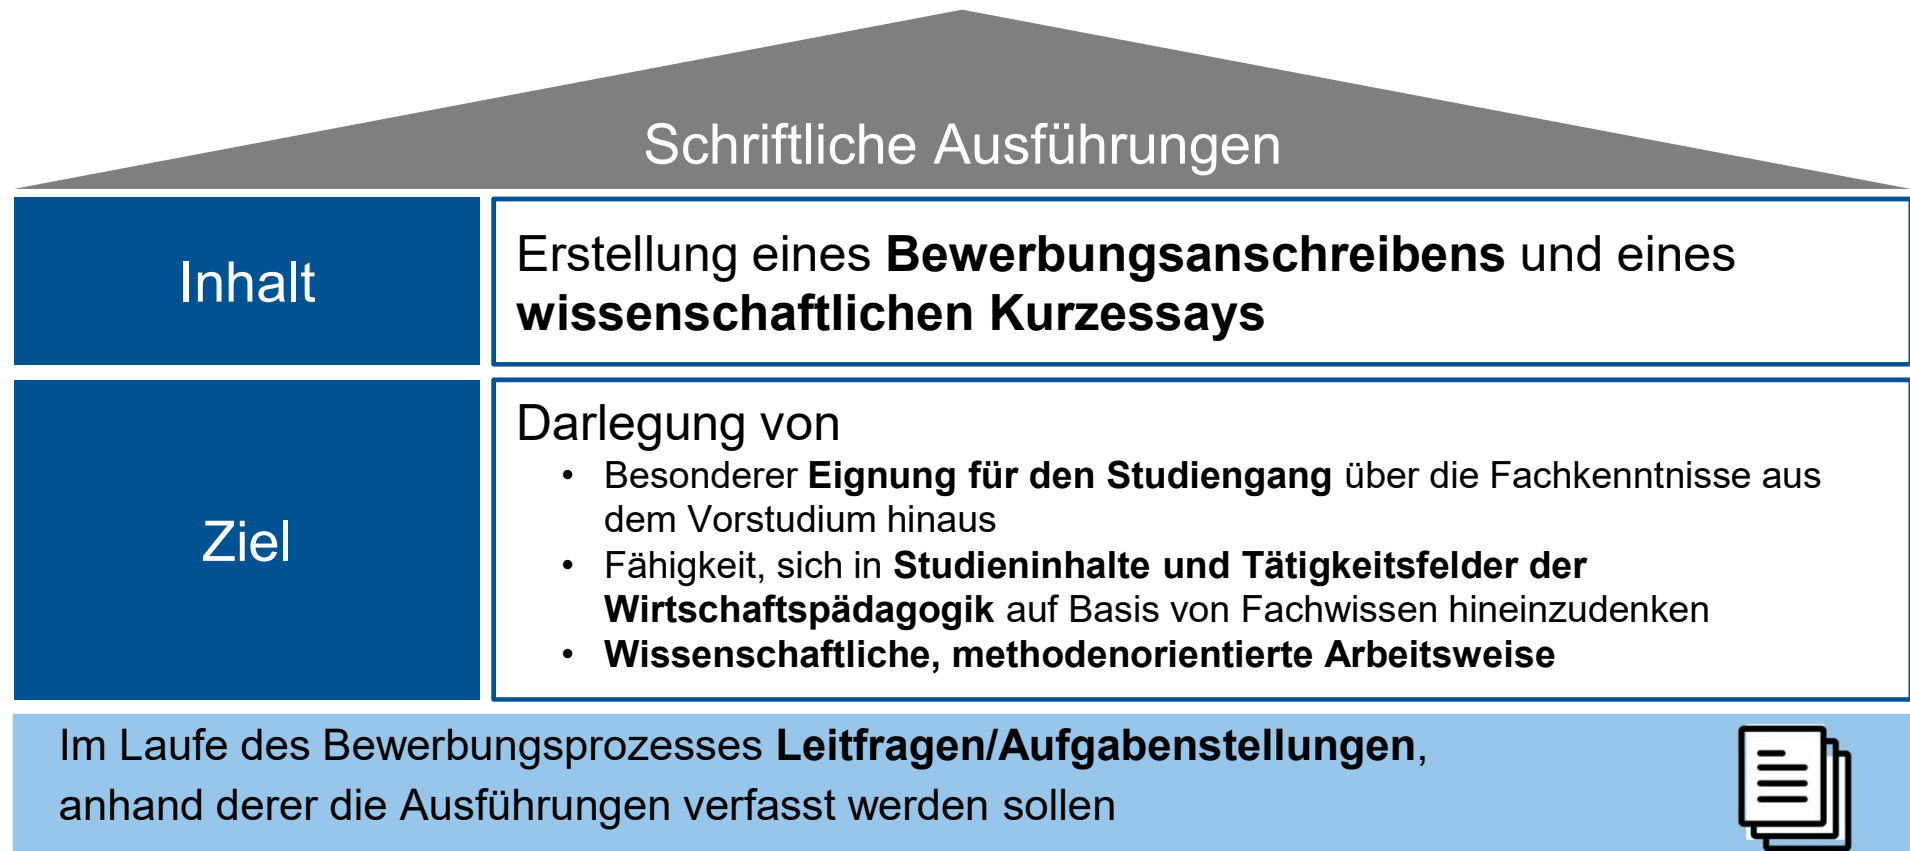 Schriftliche Ausführungen
Inhalt
Erstellung eines Bewerbungsanschreibens und eines
wissenschaftlichen Kurzessays
Ziel
Darlegung von
• Besonderer Eignung für den Studiengang über die Fachkenntnisse aus
dem Vorstudium hinaus
• Fähigkeit, sich in Studieninhalte und Tätigkeitsfelder der
Wirtschaftspädagogik auf Basis von Fachwissen hineinzudenken
• Wissenschaftliche, methodenorientierte Arbeitsweise
Im Laufe des Bewerbungsprozesses Leitfragen/Aufgabenstellungen,
anhand derer die Ausführungen verfasst werden sollen